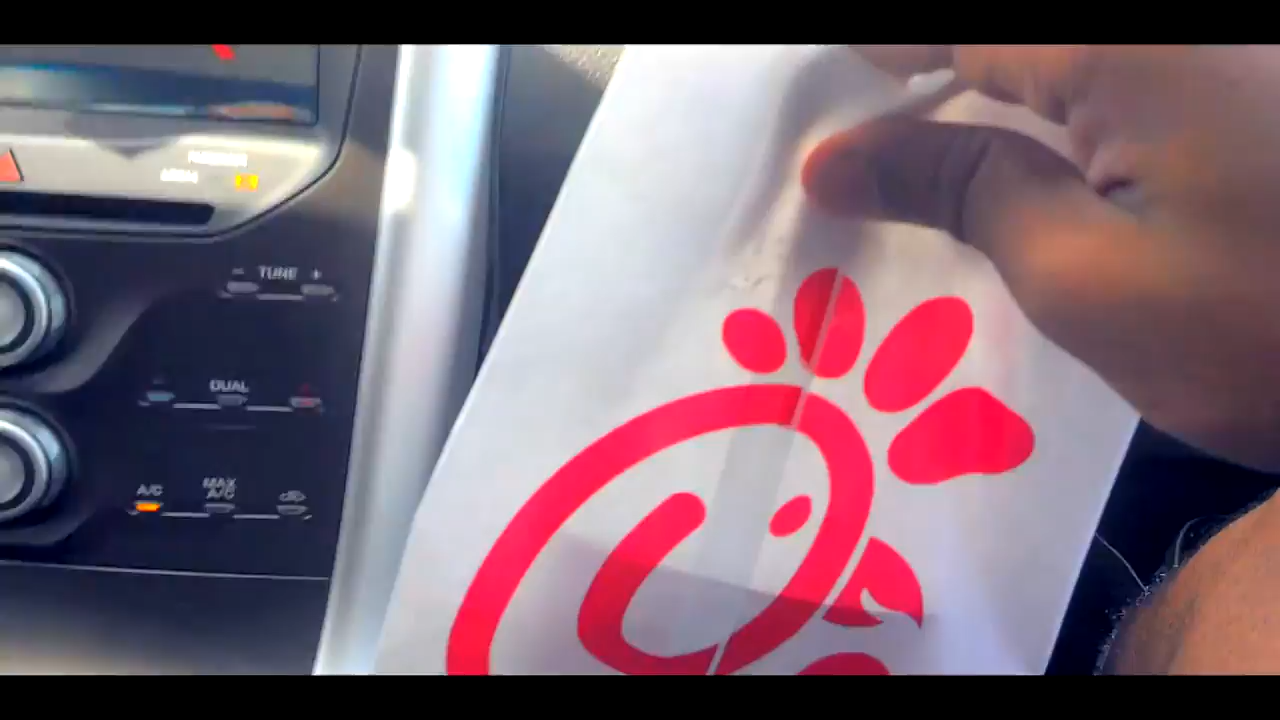 − TUNE +
DUAL
A/C
MAX
A/C